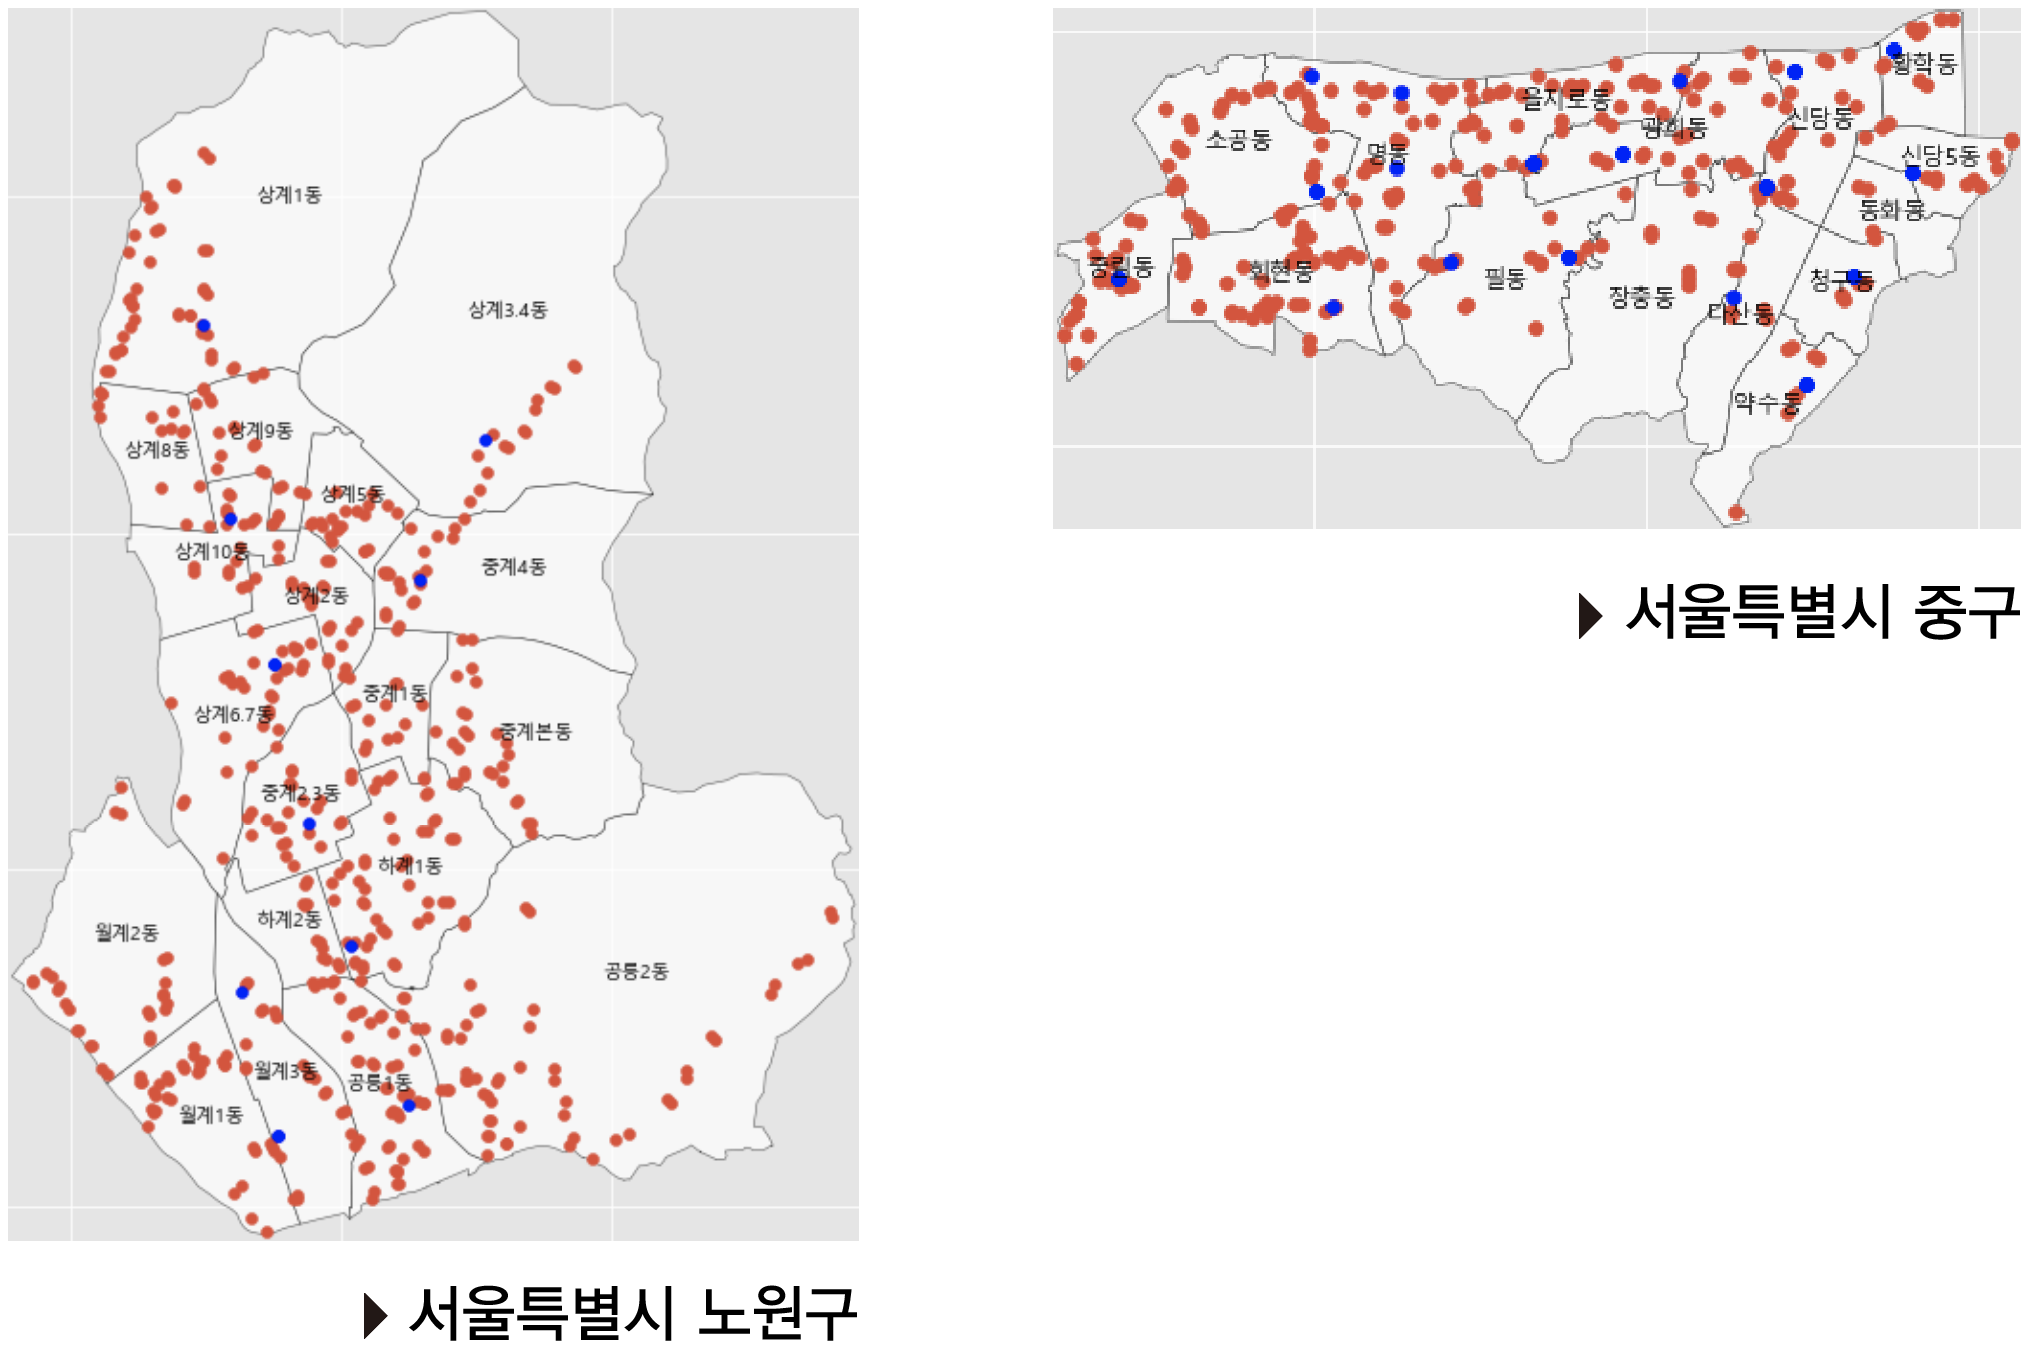 상계1동
상계3.4동
상계9동
상계8동
상계5동
상계10동
중계4동
상계2동
중계1동
상계6.7동
중계본동
중계2.3동
하계1동
하계2동
월계2동
공릉2동
월계3동
공릉1동
월계1동
▶ 서울특별시 노원구
황학동
을지로동
신당동
광희동
소공동
명동
신당5동
동화동
중림동
회현동
필동
청구동
장충동
다산동
약수동
▶ 서울특별시 중구